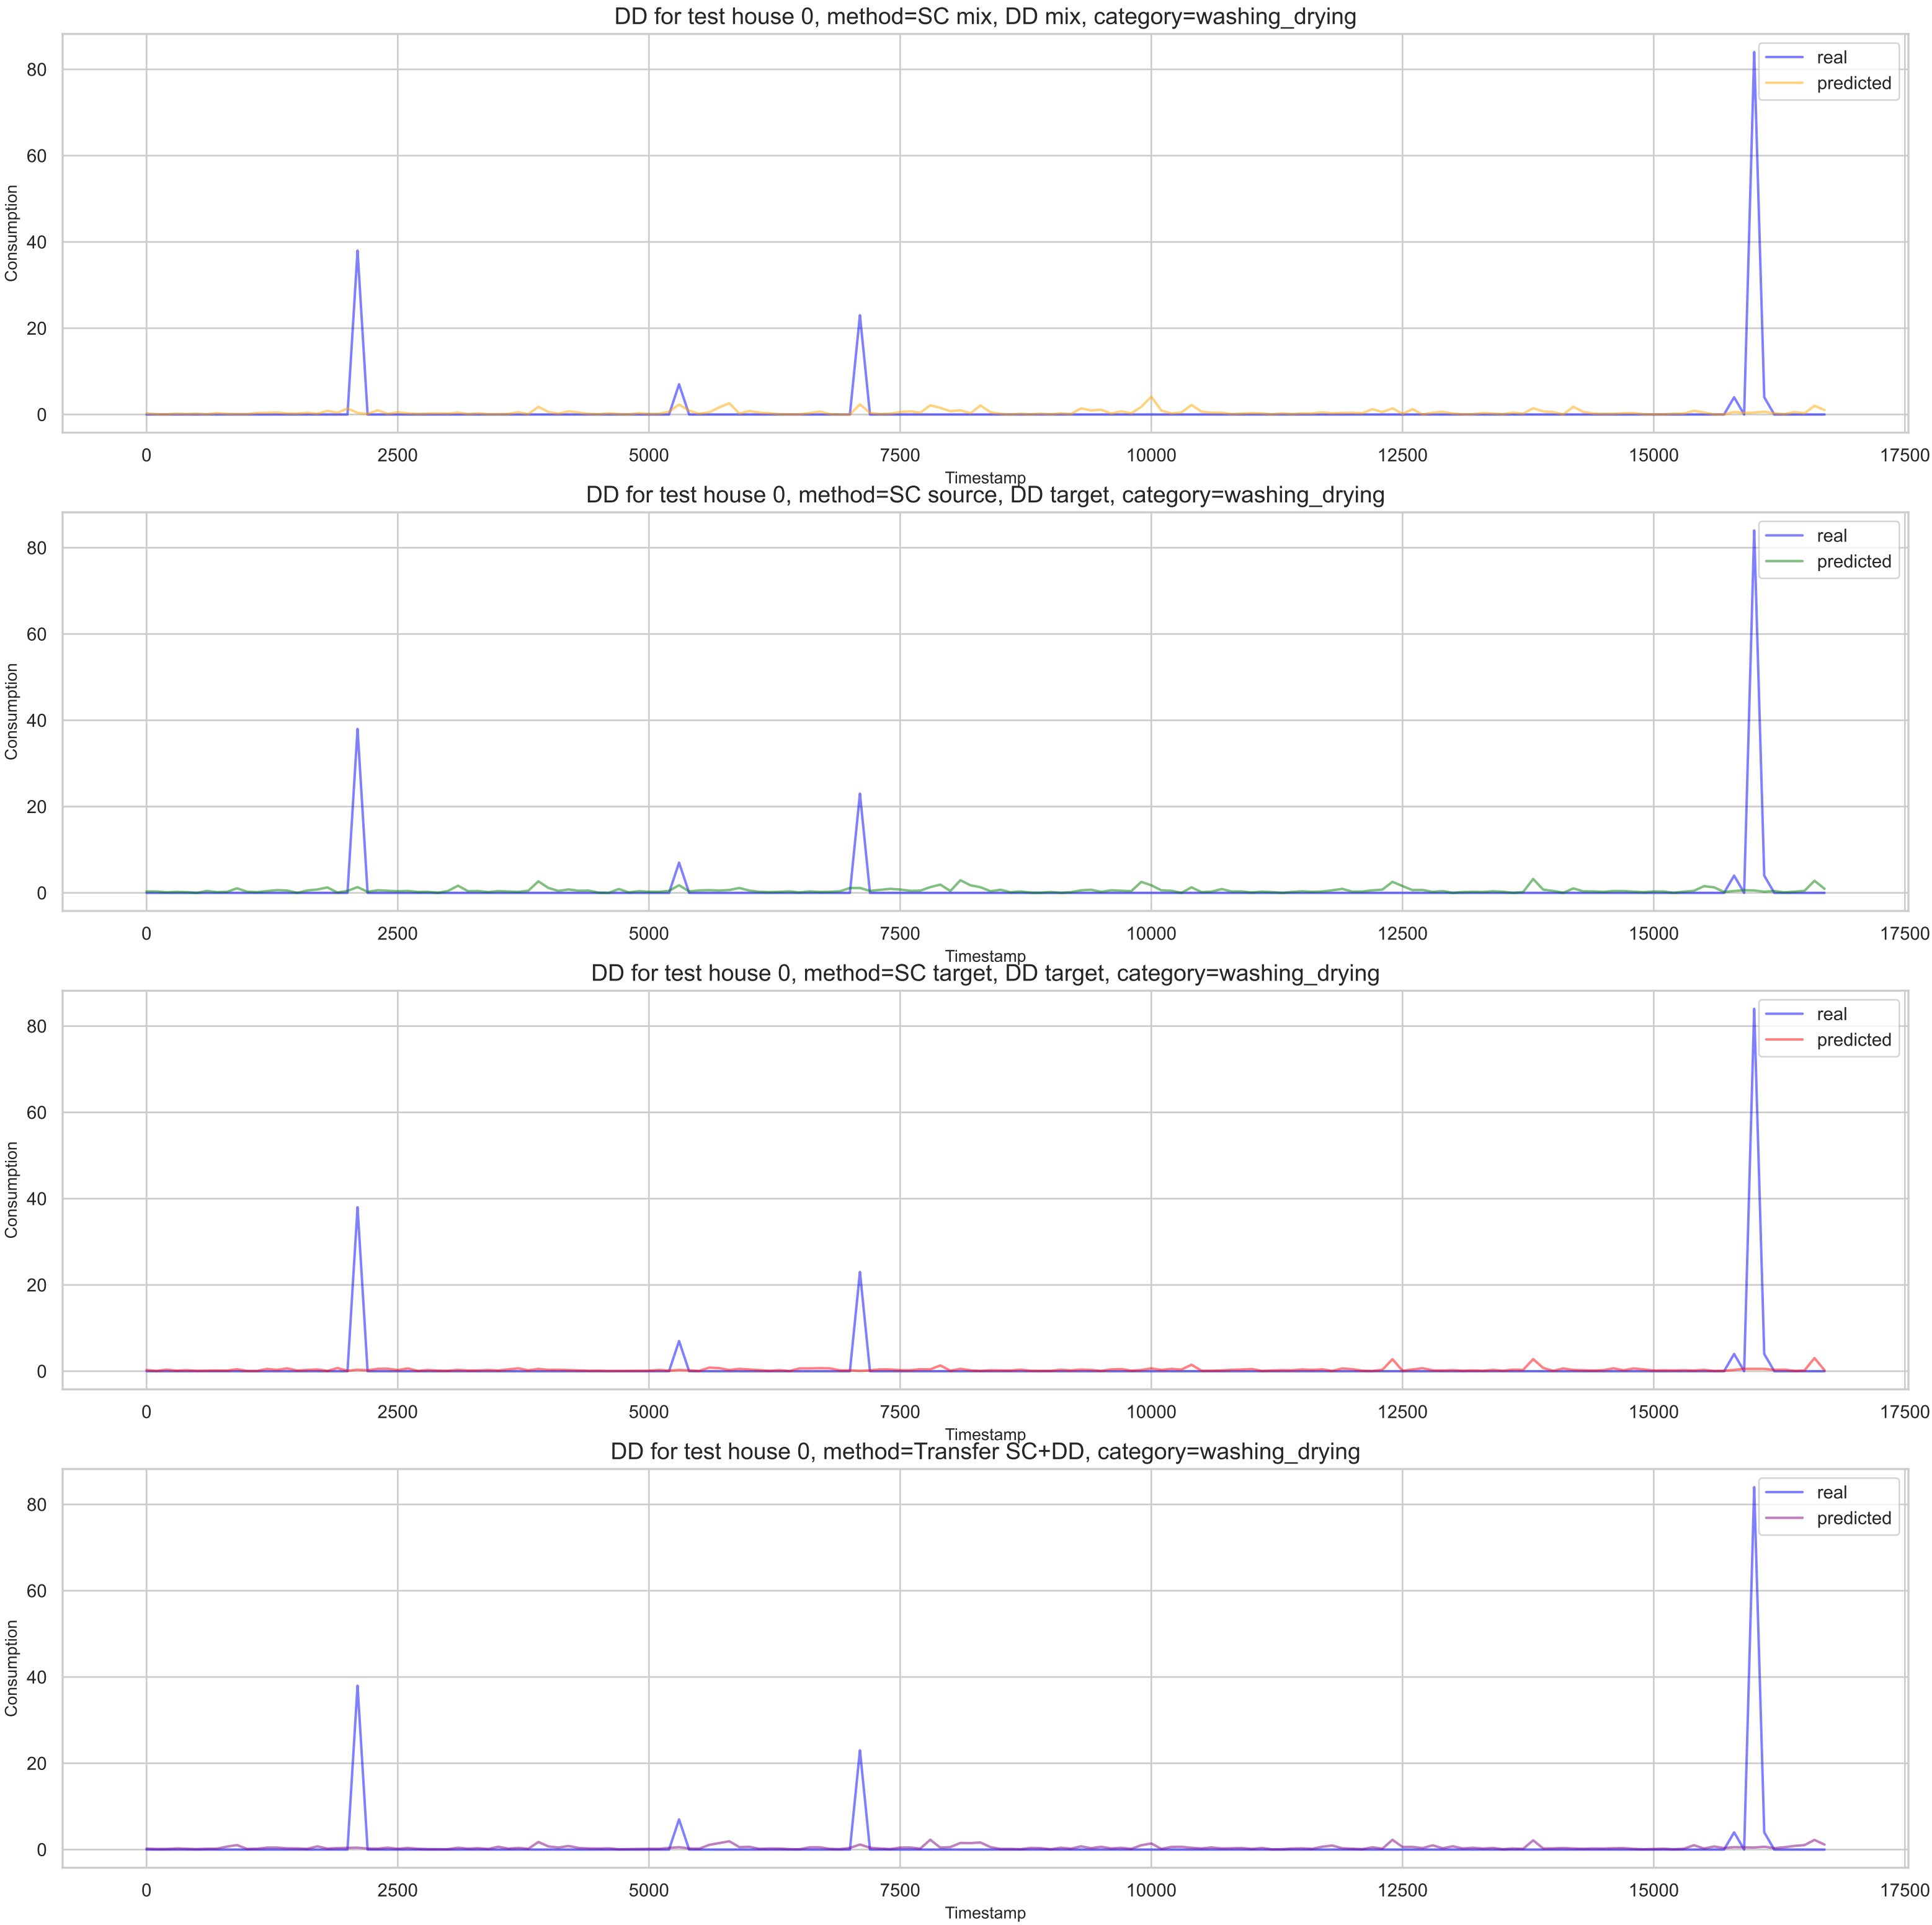 DD for test house 0, method=SC mix, DD mix, category=washing_drying
real
predicted
80
60
40
20
0
Consumption
0 2500 5000 7500 10000 12500 15000 17500
Timestamp
DD for test house 0, method=SC source, DD target, category=washing_drying
real
predicted
80
60
40
20
0
Consumption
0 2500 5000 7500 10000 12500 15000 17500
Timestamp
DD for test house 0, method=SC target, DD target, category=washing_drying
real
predicted
80
60
40
20
0
Consumption
0 2500 5000 7500 10000 12500 15000 17500
Timestamp
DD for test house 0, method=Transfer SC+DD, category=washing_drying
real
predicted
80
60
40
20
0
Consumption
0 2500 5000 7500 10000 12500 15000 17500
Timestamp